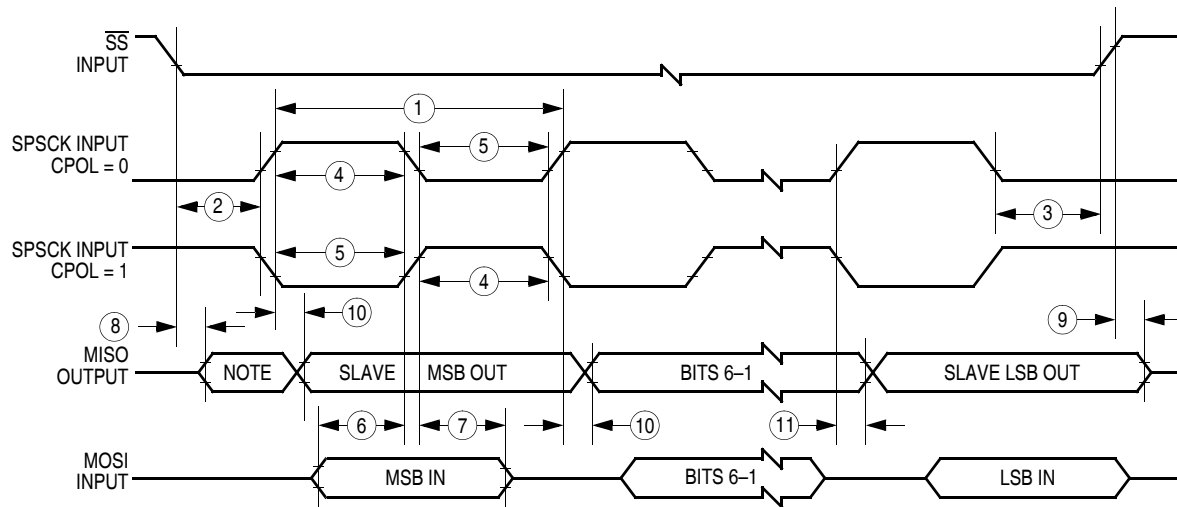 SS
INPUT
1
SPSCK INPUT
CPOL = 0
5
4
2
3
SPSCK INPUT
CPOL = 1
5
4
8
10
9
MISO
OUTPUT
NOTE
SLAVE MSB OUT
BITS 6–1
SLAVE LSB OUT
6
7
10
11
MOSI
INPUT
MSB IN
BITS 6–1
LSB IN